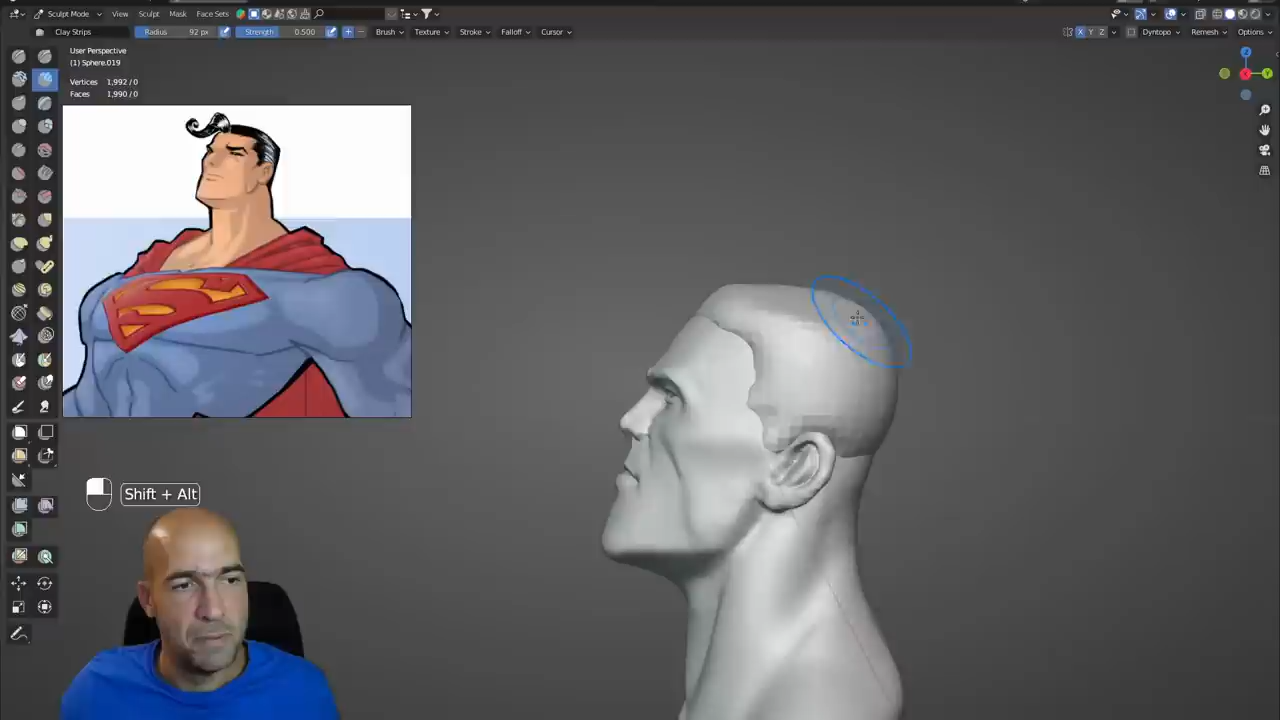 Sculpt Mode View Sculpt Mask Face Sets
Clay Strips Radius 92 px Strength 0.500 Brush Texture Stroke Falloff Cursor X Y Z Dyntopo Remesh Options
User Perspective
(1) Sphere.019
Vertices 1,992 / 0
Faces 1,990 / 0
Z
X
Y
Shift + Alt